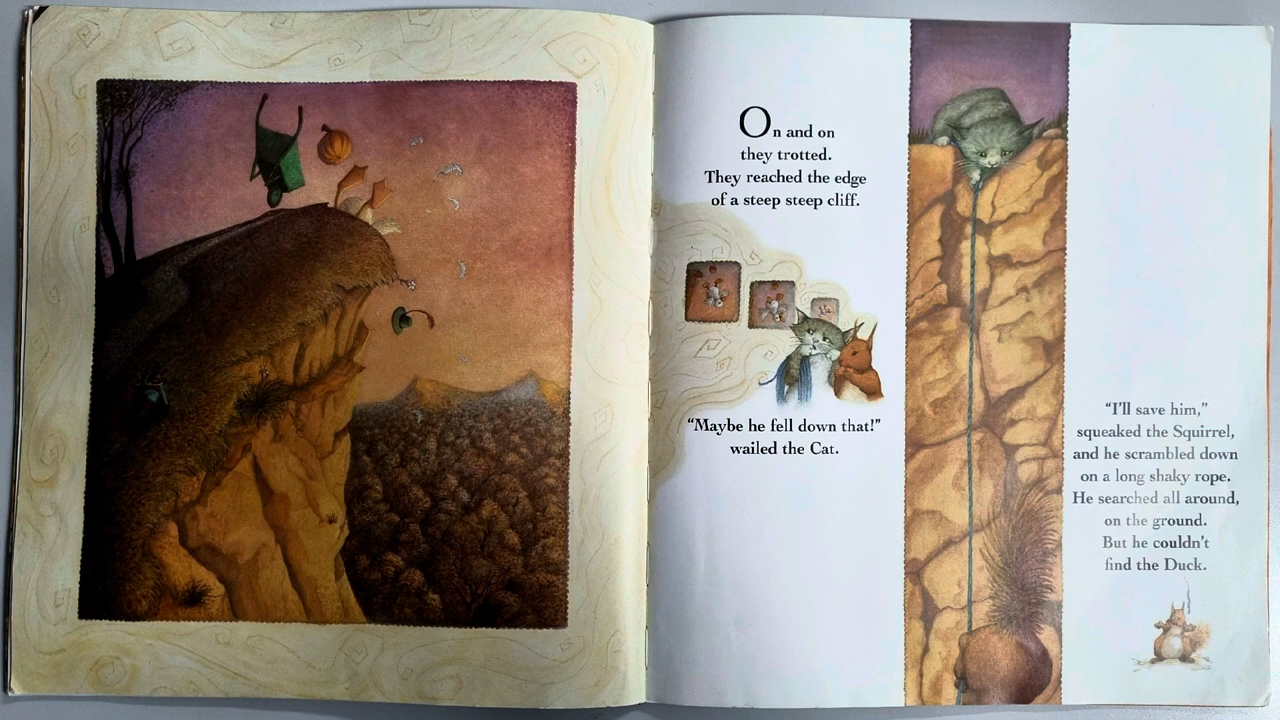 On and on
they trotted.
They reached the edge
of a steep steep cliff.
“Maybe he fell down that!”
wailed the Cat.
“I’ll save him,”
squeaked the Squirrel,
and he scrambled down
on a long shaky rope.
He searched all around,
on the ground.
But he couldn’t
find the Duck.